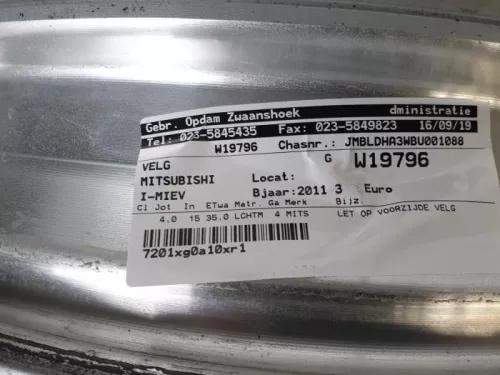 Gebr. Opdam Zwaanshoek dministratie
Tel: 023-5845435 Fax: 023-5849823 16/09/19
W19796 Chasnr.: JMBLDHA3WBU001088
VELG G W19796
MITSUBISHI Locat:
I-MIEV Bjaar:2011 3 Euro
Cl Jot In ETwa Matr. Ga Merk Bijz.
4.0 15 35.0 LCHTM 4 MITS LET OP VOORZIJDE VELG
7201xg0a10xr1